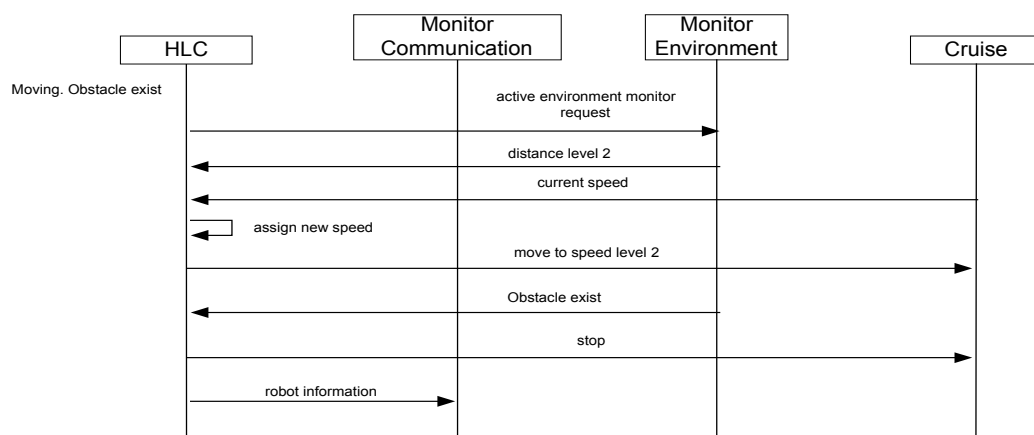 Monitor
Communication
Monitor
Environment
HLC
Cruise
Moving. Obstacle exist
active environment monitor
request
distance level 2
current speed
assign new speed
move to speed level 2
Obstacle exist
stop
robot information